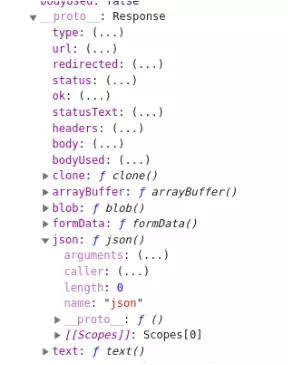 bodyUsed: false
▼ __proto__: Response
type: (...)
url: (...)
redirected: (...)
status: (...)
ok: (...)
statusText: (...)
headers: (...)
body: (...)
bodyUsed: (...)
▶ clone: ƒ clone()
▶ arrayBuffer: ƒ arrayBuffer()
▶ blob: ƒ blob()
▶ formData: ƒ formData()
▼ json: ƒ json()
arguments: (...)
caller: (...)
length: 0
name: "json"
▶ __proto__: ƒ ()
▶ [[Scopes]]: Scopes[0]
▶ text: ƒ text()